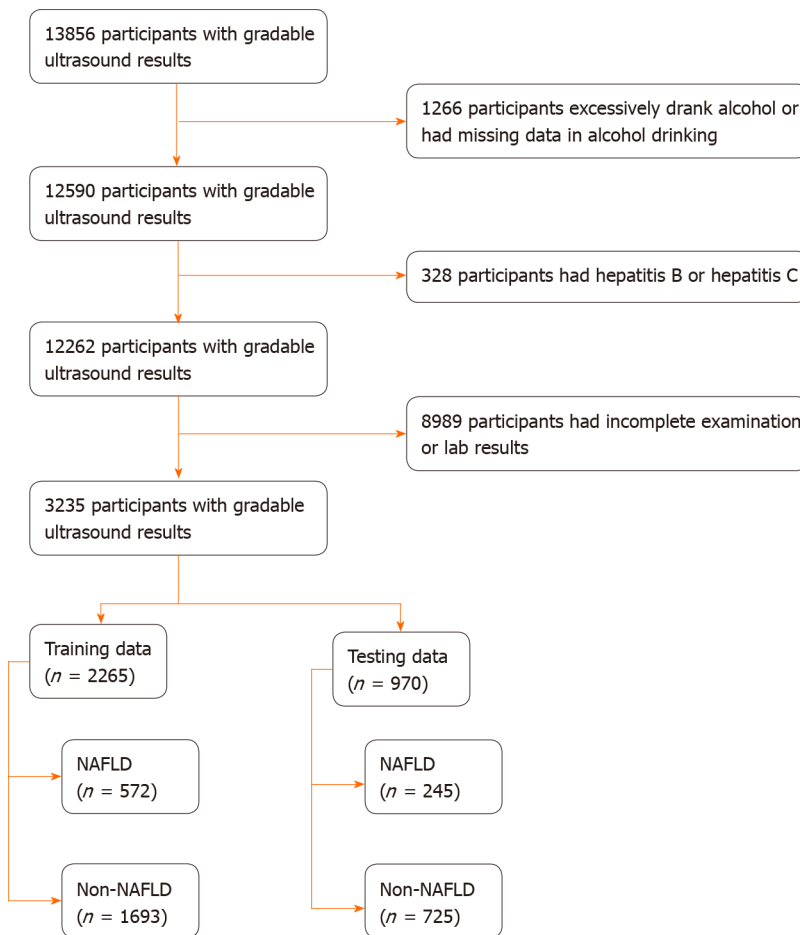 13856 participants with gradable
ultrasound results
1266 participants excessively drank alcohol or
had missing data in alcohol drinking
12590 participants with gradable
ultrasound results
328 participants had hepatitis B or hepatitis C
12262 participants with gradable
ultrasound results
8989 participants had incomplete examination
or lab results
3235 participants with gradable
ultrasound results
Training data
(n = 2265)
Testing data
(n = 970)
NAFLD
(n = 572)
NAFLD
(n = 245)
Non-NAFLD
(n = 1693)
Non-NAFLD
(n = 725)